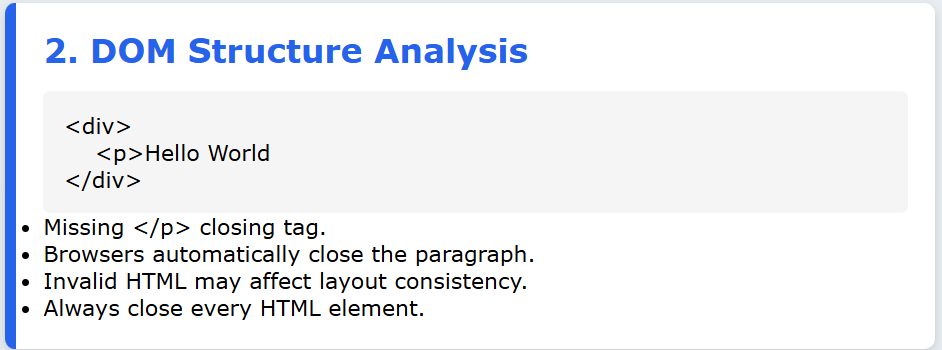 2. DOM Structure Analysis
<div>
<p>Hello World
</div>
Missing </p> closing tag.
Browsers automatically close the paragraph.
Invalid HTML may affect layout consistency.
Always close every HTML element.